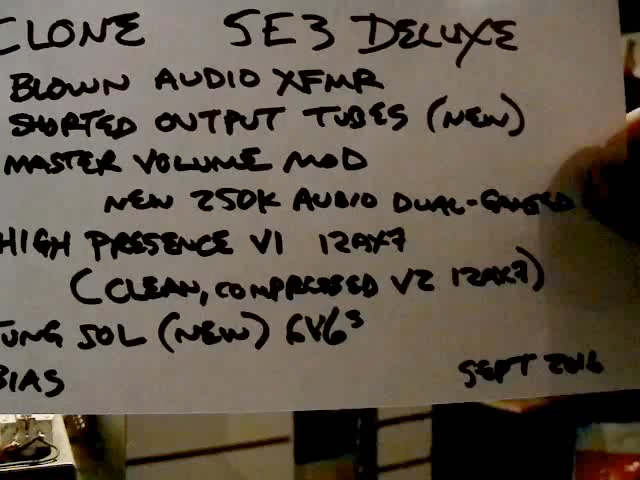 CLONE 5E3 DELUXE
BLOWN AUDIO XFMR
SHORTED OUTPUT TUBES (NEW)
MASTER VOLUME MOD
NEW 250K AUDIO DUAL-GANGED
HIGH PRESENCE V1 12AX7
(CLEAN, COMPRESSED V2 12AX7)
TUNG SOL (NEW) 6V6s
BIAS
SEPT 2016